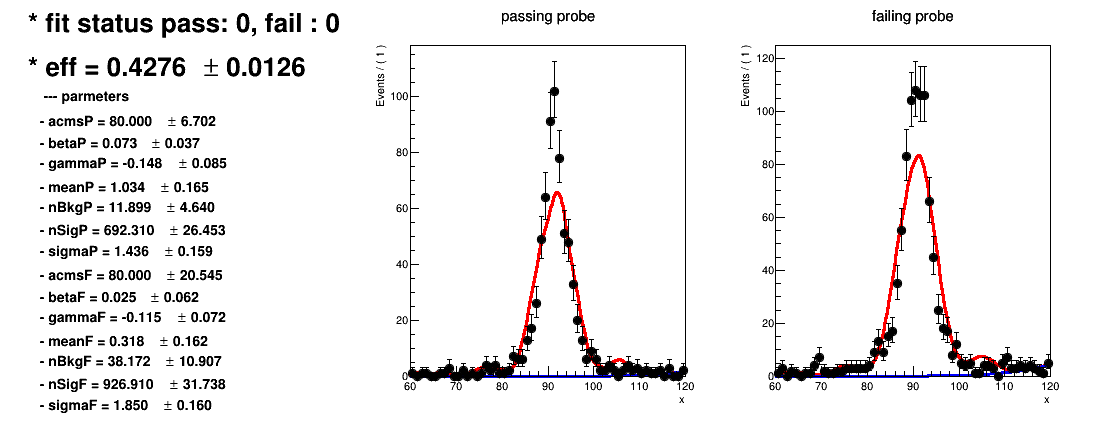 * fit status pass: 0, fail : 0
* eff = 0.4276 ± 0.0126
--- parmeters
- acmsP = 80.000 ± 6.702
- betaP = 0.073 ± 0.037
- gammaP = -0.148 ± 0.085
- meanP = 1.034 ± 0.165
- nBkgP = 11.899 ± 4.640
- nSigP = 692.310 ± 26.453
- sigmaP = 1.436 ± 0.159
- acmsF = 80.000 ± 20.545
- betaF = 0.025 ± 0.062
- gammaF = -0.115 ± 0.072
- meanF = 0.318 ± 0.162
- nBkgF = 38.172 ± 10.907
- nSigF = 926.910 ± 31.738
- sigmaF = 1.850 ± 0.160
passing probe
Events / ( 1 )
100
80
60
40
20
0
60 70 80 90 100 110 120
x
failing probe
Events / ( 1 )
120
100
80
60
40
20
0
60 70 80 90 100 110 120
x